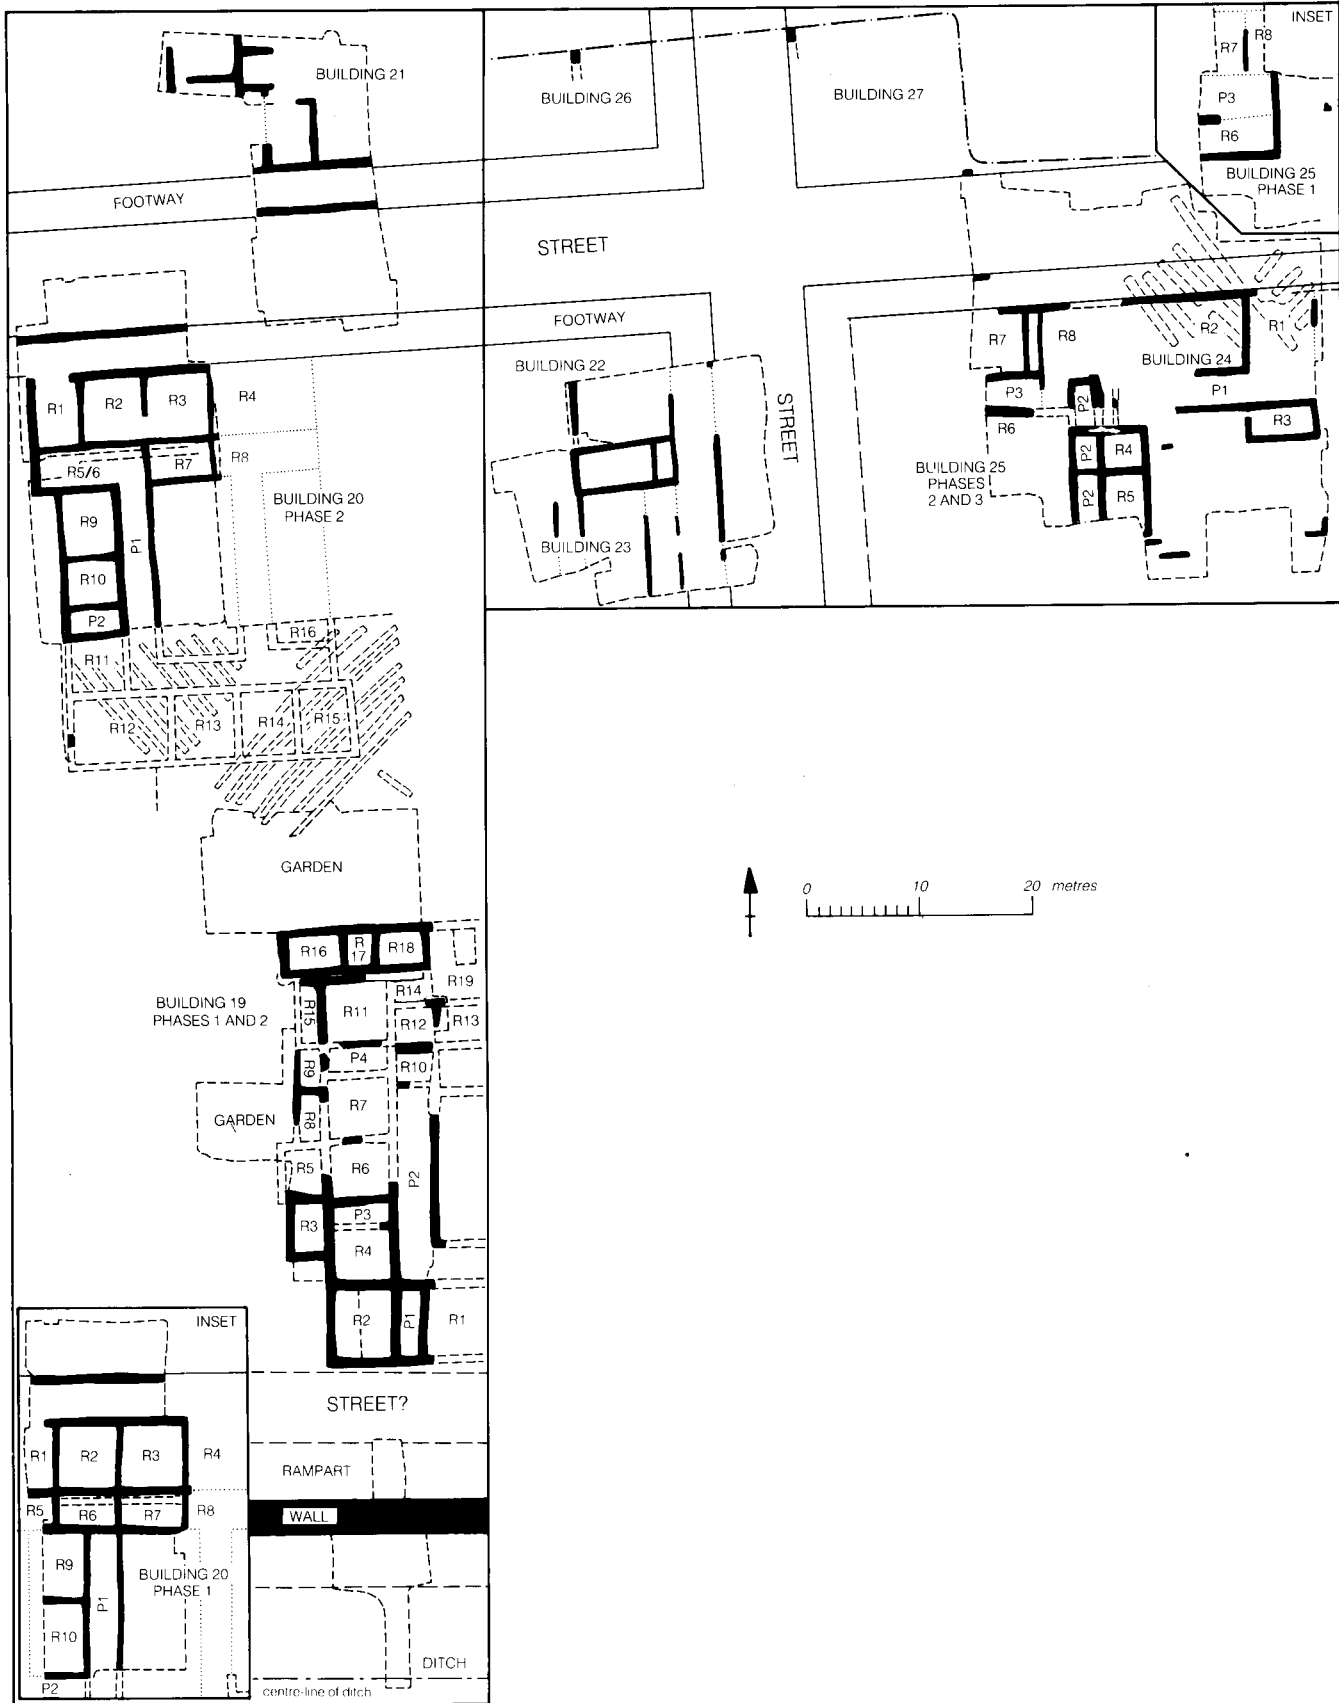 BUILDING 21
FOOTWAY
R1
R2
R3
R4
R5/6
R7
R8
BUILDING 20
PHASE 2
R9
P1
R10
P2
R11
R16
R12
R13
R14
R15
GARDEN
R16
R
17
R18
R19
BUILDING 19
PHASES 1 AND 2
R15
R11
R14
R12
R13
P4
R9
R10
R7
R8
GARDEN
R5
R6
P2
R3
P3
R4
R2
P1
R1
STREET?
RAMPART
WALL
DITCH
centre-line of ditch
INSET
R1
R2
R3
R4
R5
R6
R7
R8
R9
P1
BUILDING 20
PHASE 1
R10
P2
BUILDING 26
BUILDING 27
STREET
FOOTWAY
BUILDING 22
STREET
BUILDING 23
R7
R8
R2
R1
BUILDING 24
P3
P2
P1
R6
R3
BUILDING 25
PHASES
2 AND 3
P2
R4
P2
R5
INSET
R7
R8
P3
R6
BUILDING 25
PHASE 1
0
10
20 metres